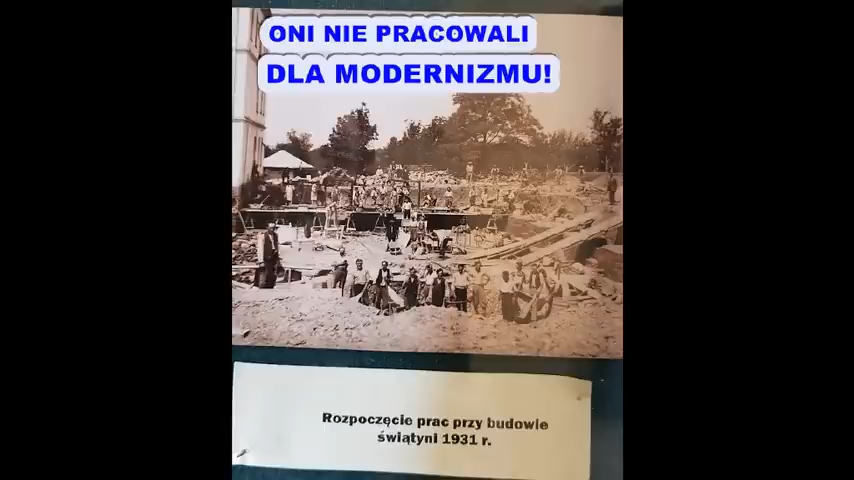 ONI NIE PRACOWALI
DLA MODERNIZMU!
Rozpoczęcie prac przy budowie
świątyni 1931 r.